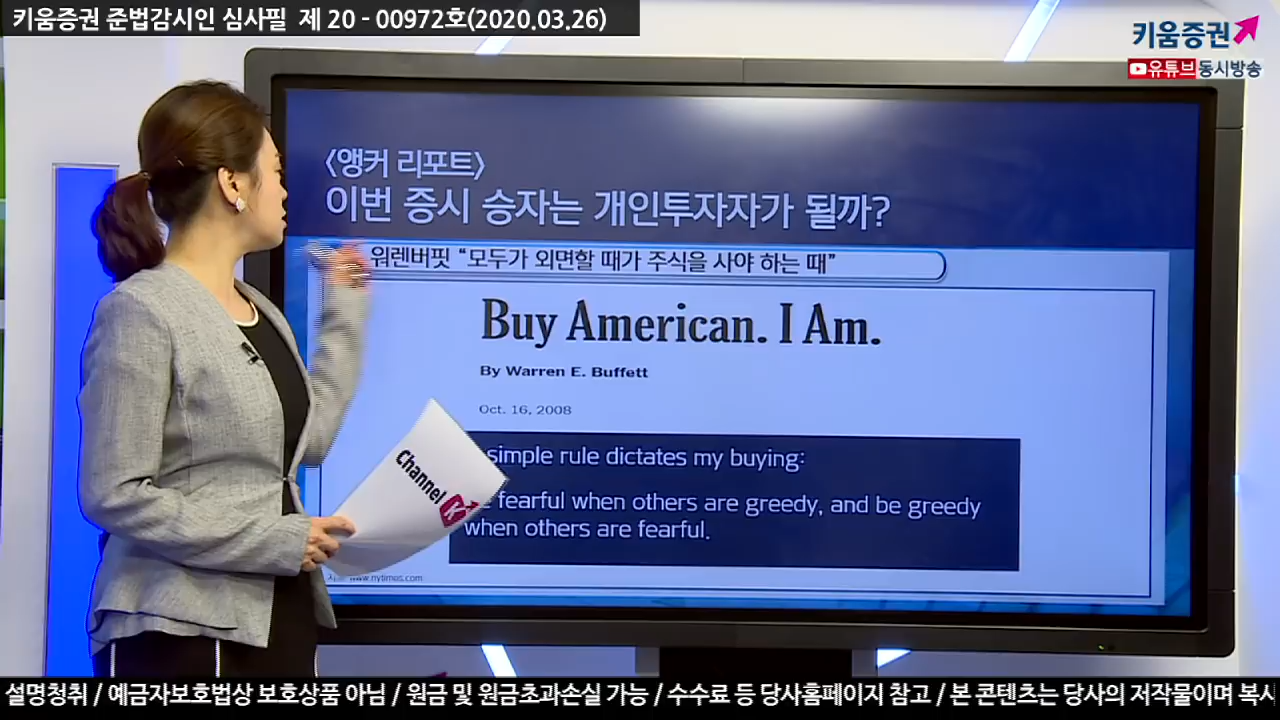 키움증권 준법감시인 심사필 제 20 - 00972호(2020.03.26)
키움증권
유튜브동시방송
〈앵커 리포트〉
이번 증시 승자는 개인투자자가 될까?
워렌버핏 “모두가 외면할 때가 주식을 사야 하는 때”
Buy American. I Am.
By Warren E. Buffett
Oct. 16, 2008
simple rule dictates my buying:
fearful when others are greedy, and be greedy
when others are fearful.
Channel K
www.nytimes.com
설명청취 / 예금자보호법상 보호상품 아님 / 원금 및 원금초과손실 가능 / 수수료 등 당사홈페이지 참고 / 본 콘텐츠는 당사의 저작물이며 복사